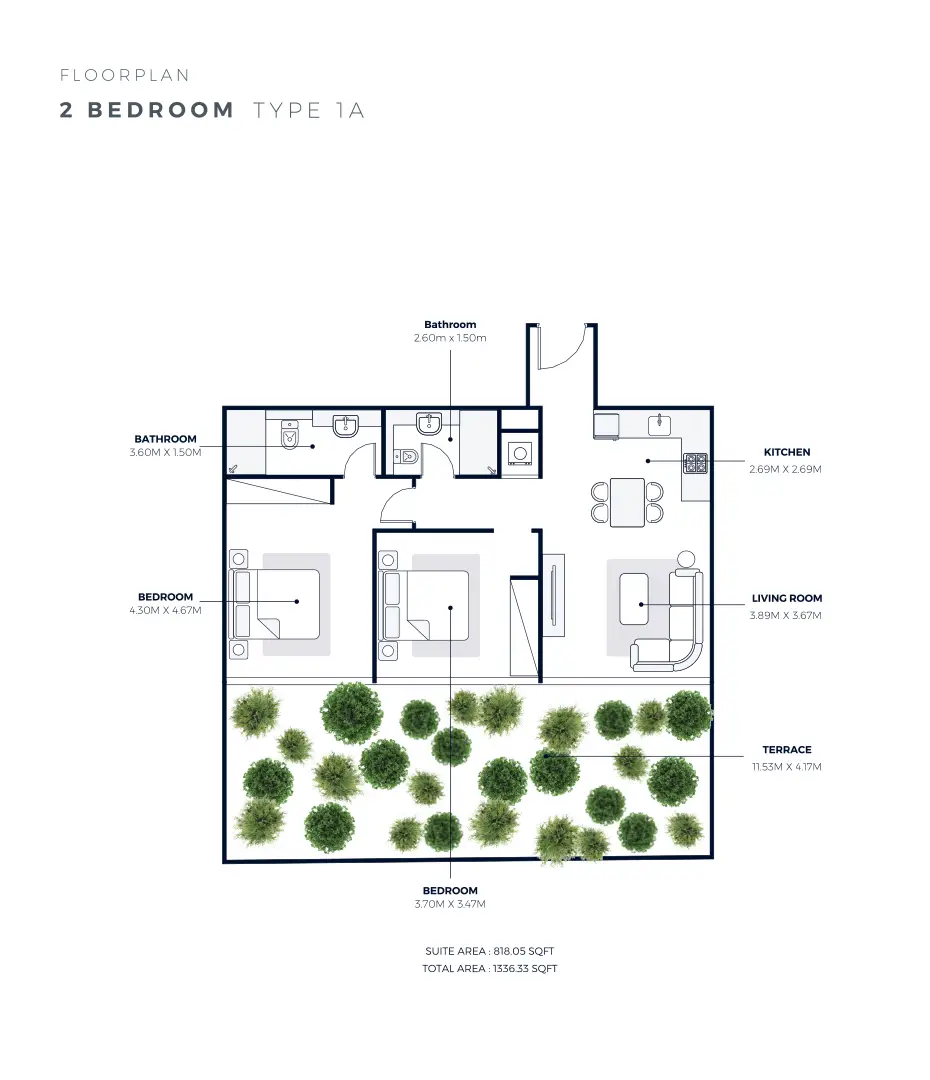 FLOORPLAN
2 BEDROOM TYPE 1A
Bathroom
2.60m x 1.50m
BATHROOM
3.60M X 1.50M
KITCHEN
2.69M X 2.69M
BEDROOM
4.30M X 4.67M
LIVING ROOM
3.89M X 3.67M
TERRACE
11.53M X 4.17M
BEDROOM
3.70M X 3.47M
SUITE AREA : 818.05 SQFT
TOTAL AREA : 1336.33 SQFT